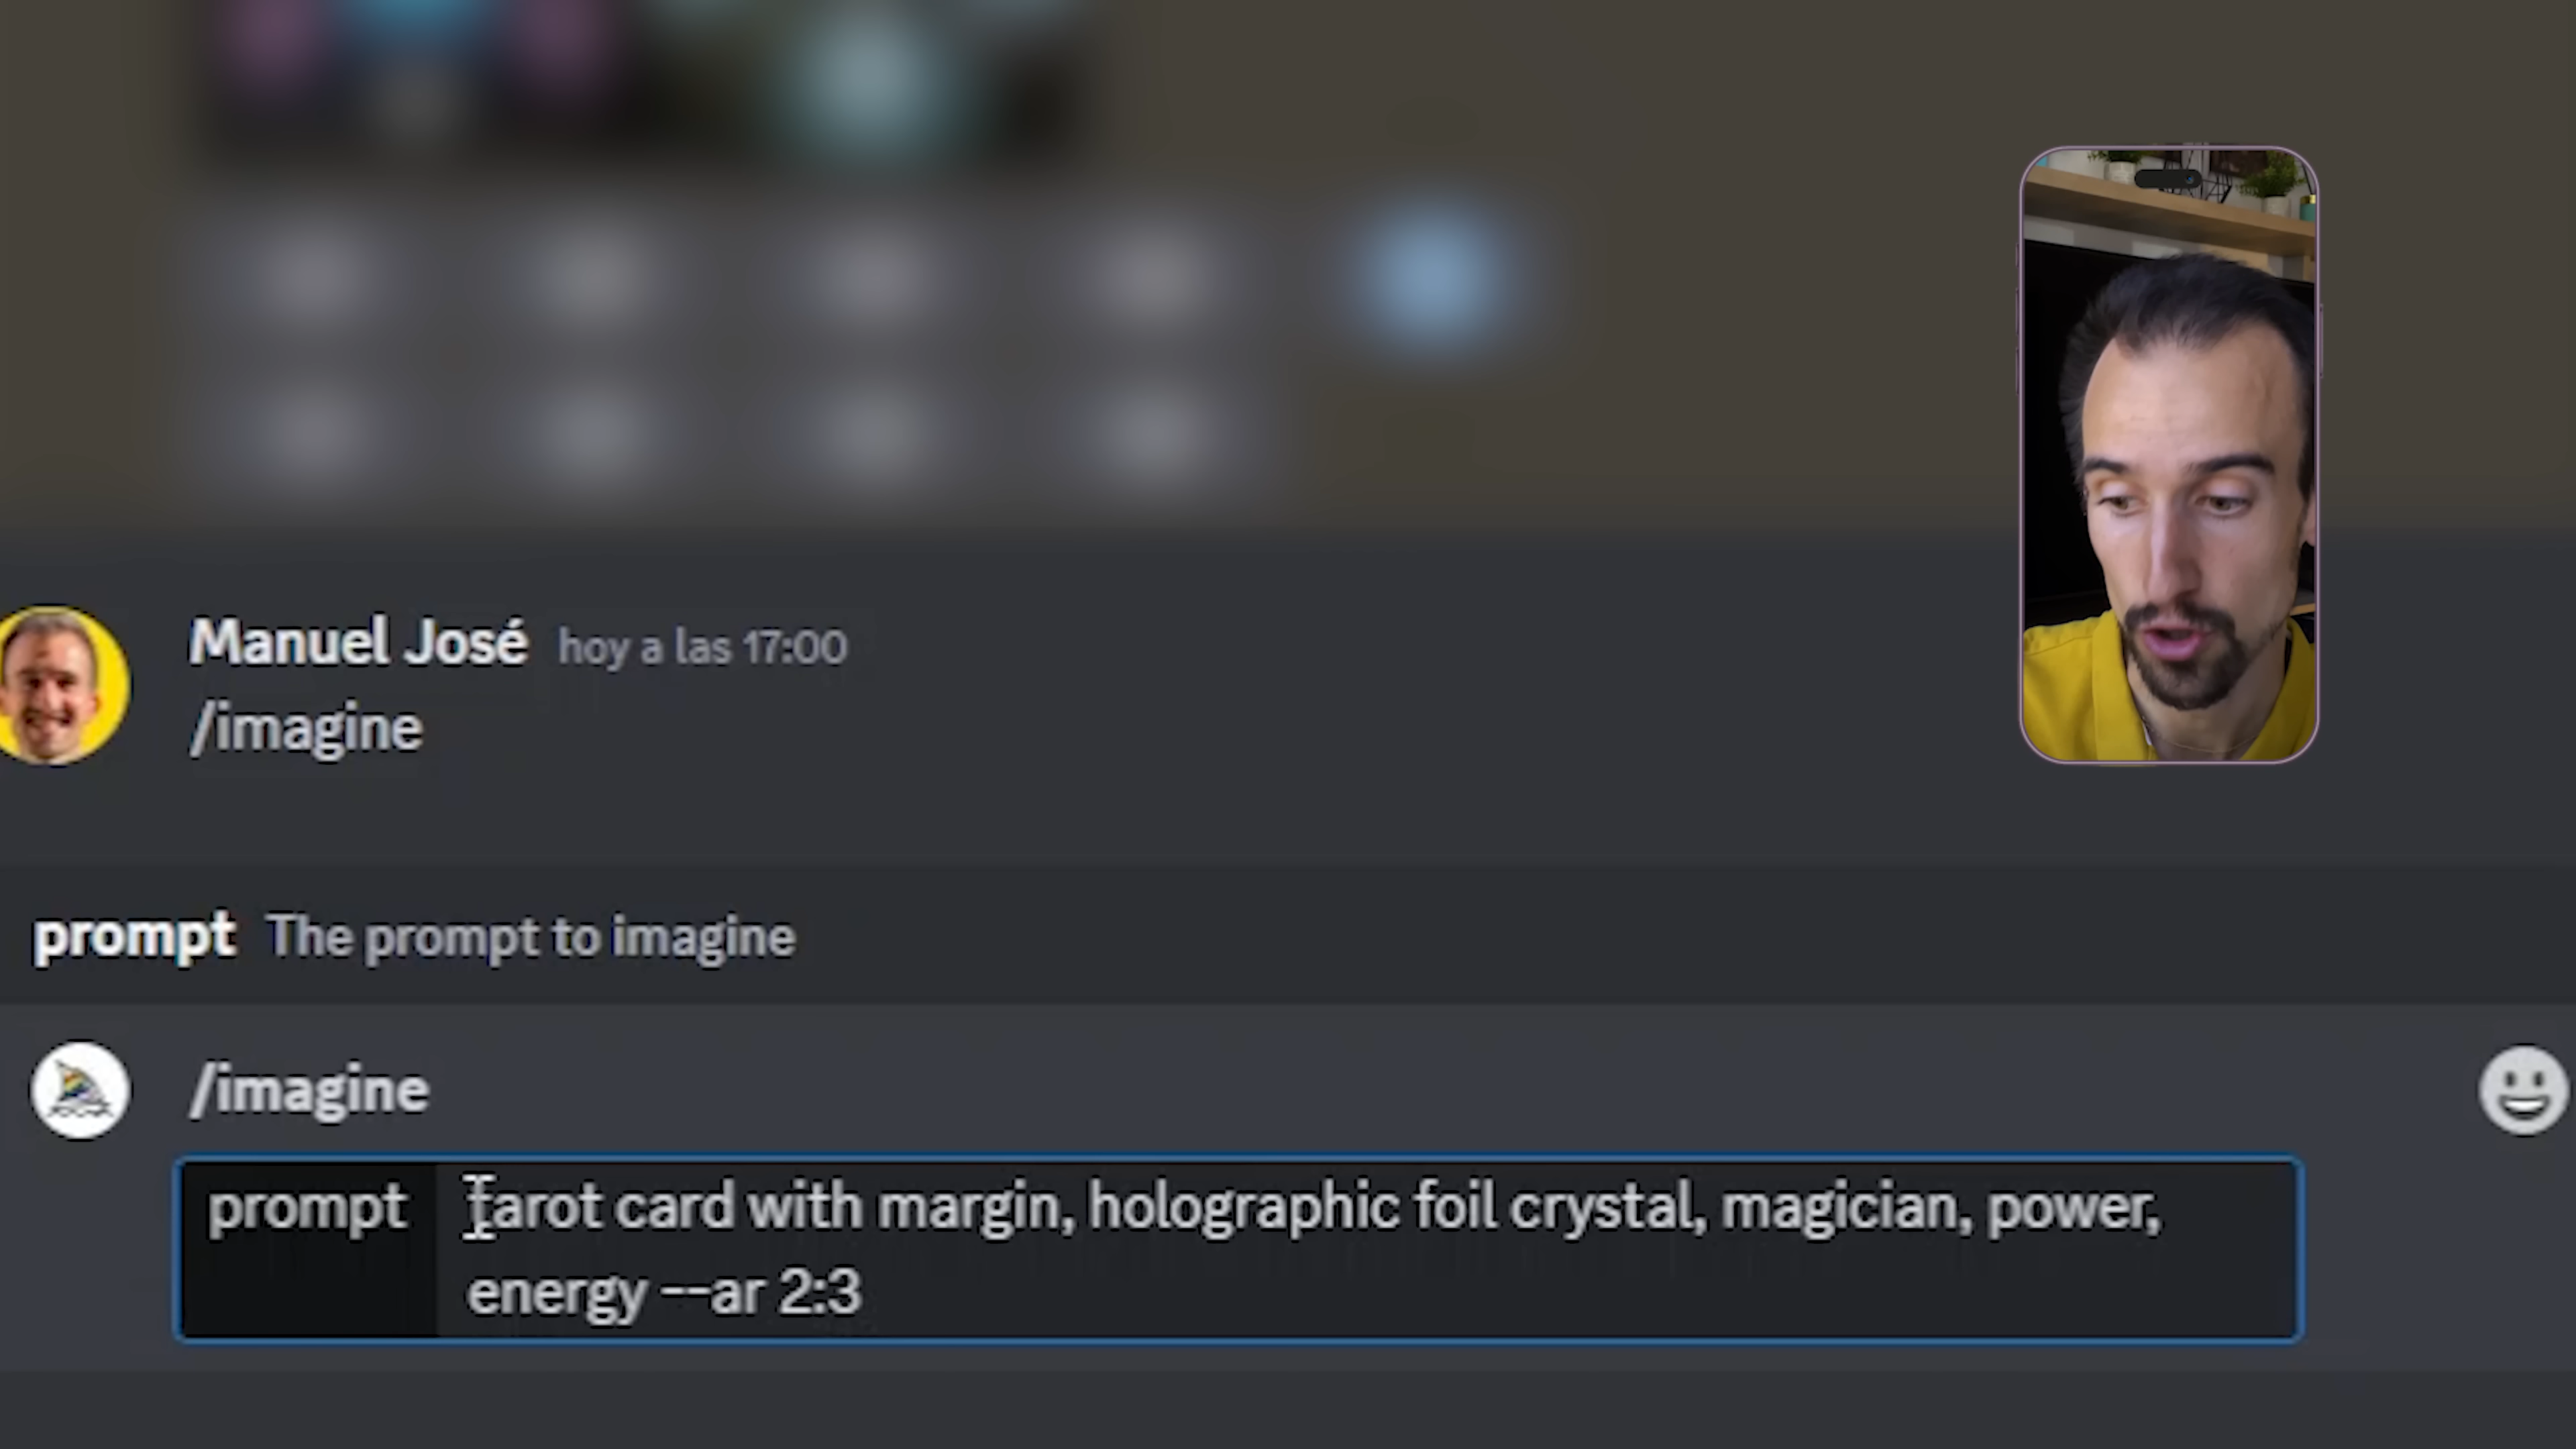 Manuel José hoy a las 17:00
/imagine
prompt The prompt to imagine
/imagine
prompt tarot card with margin, holographic foil crystal, magician, power,
energy --ar 2:3